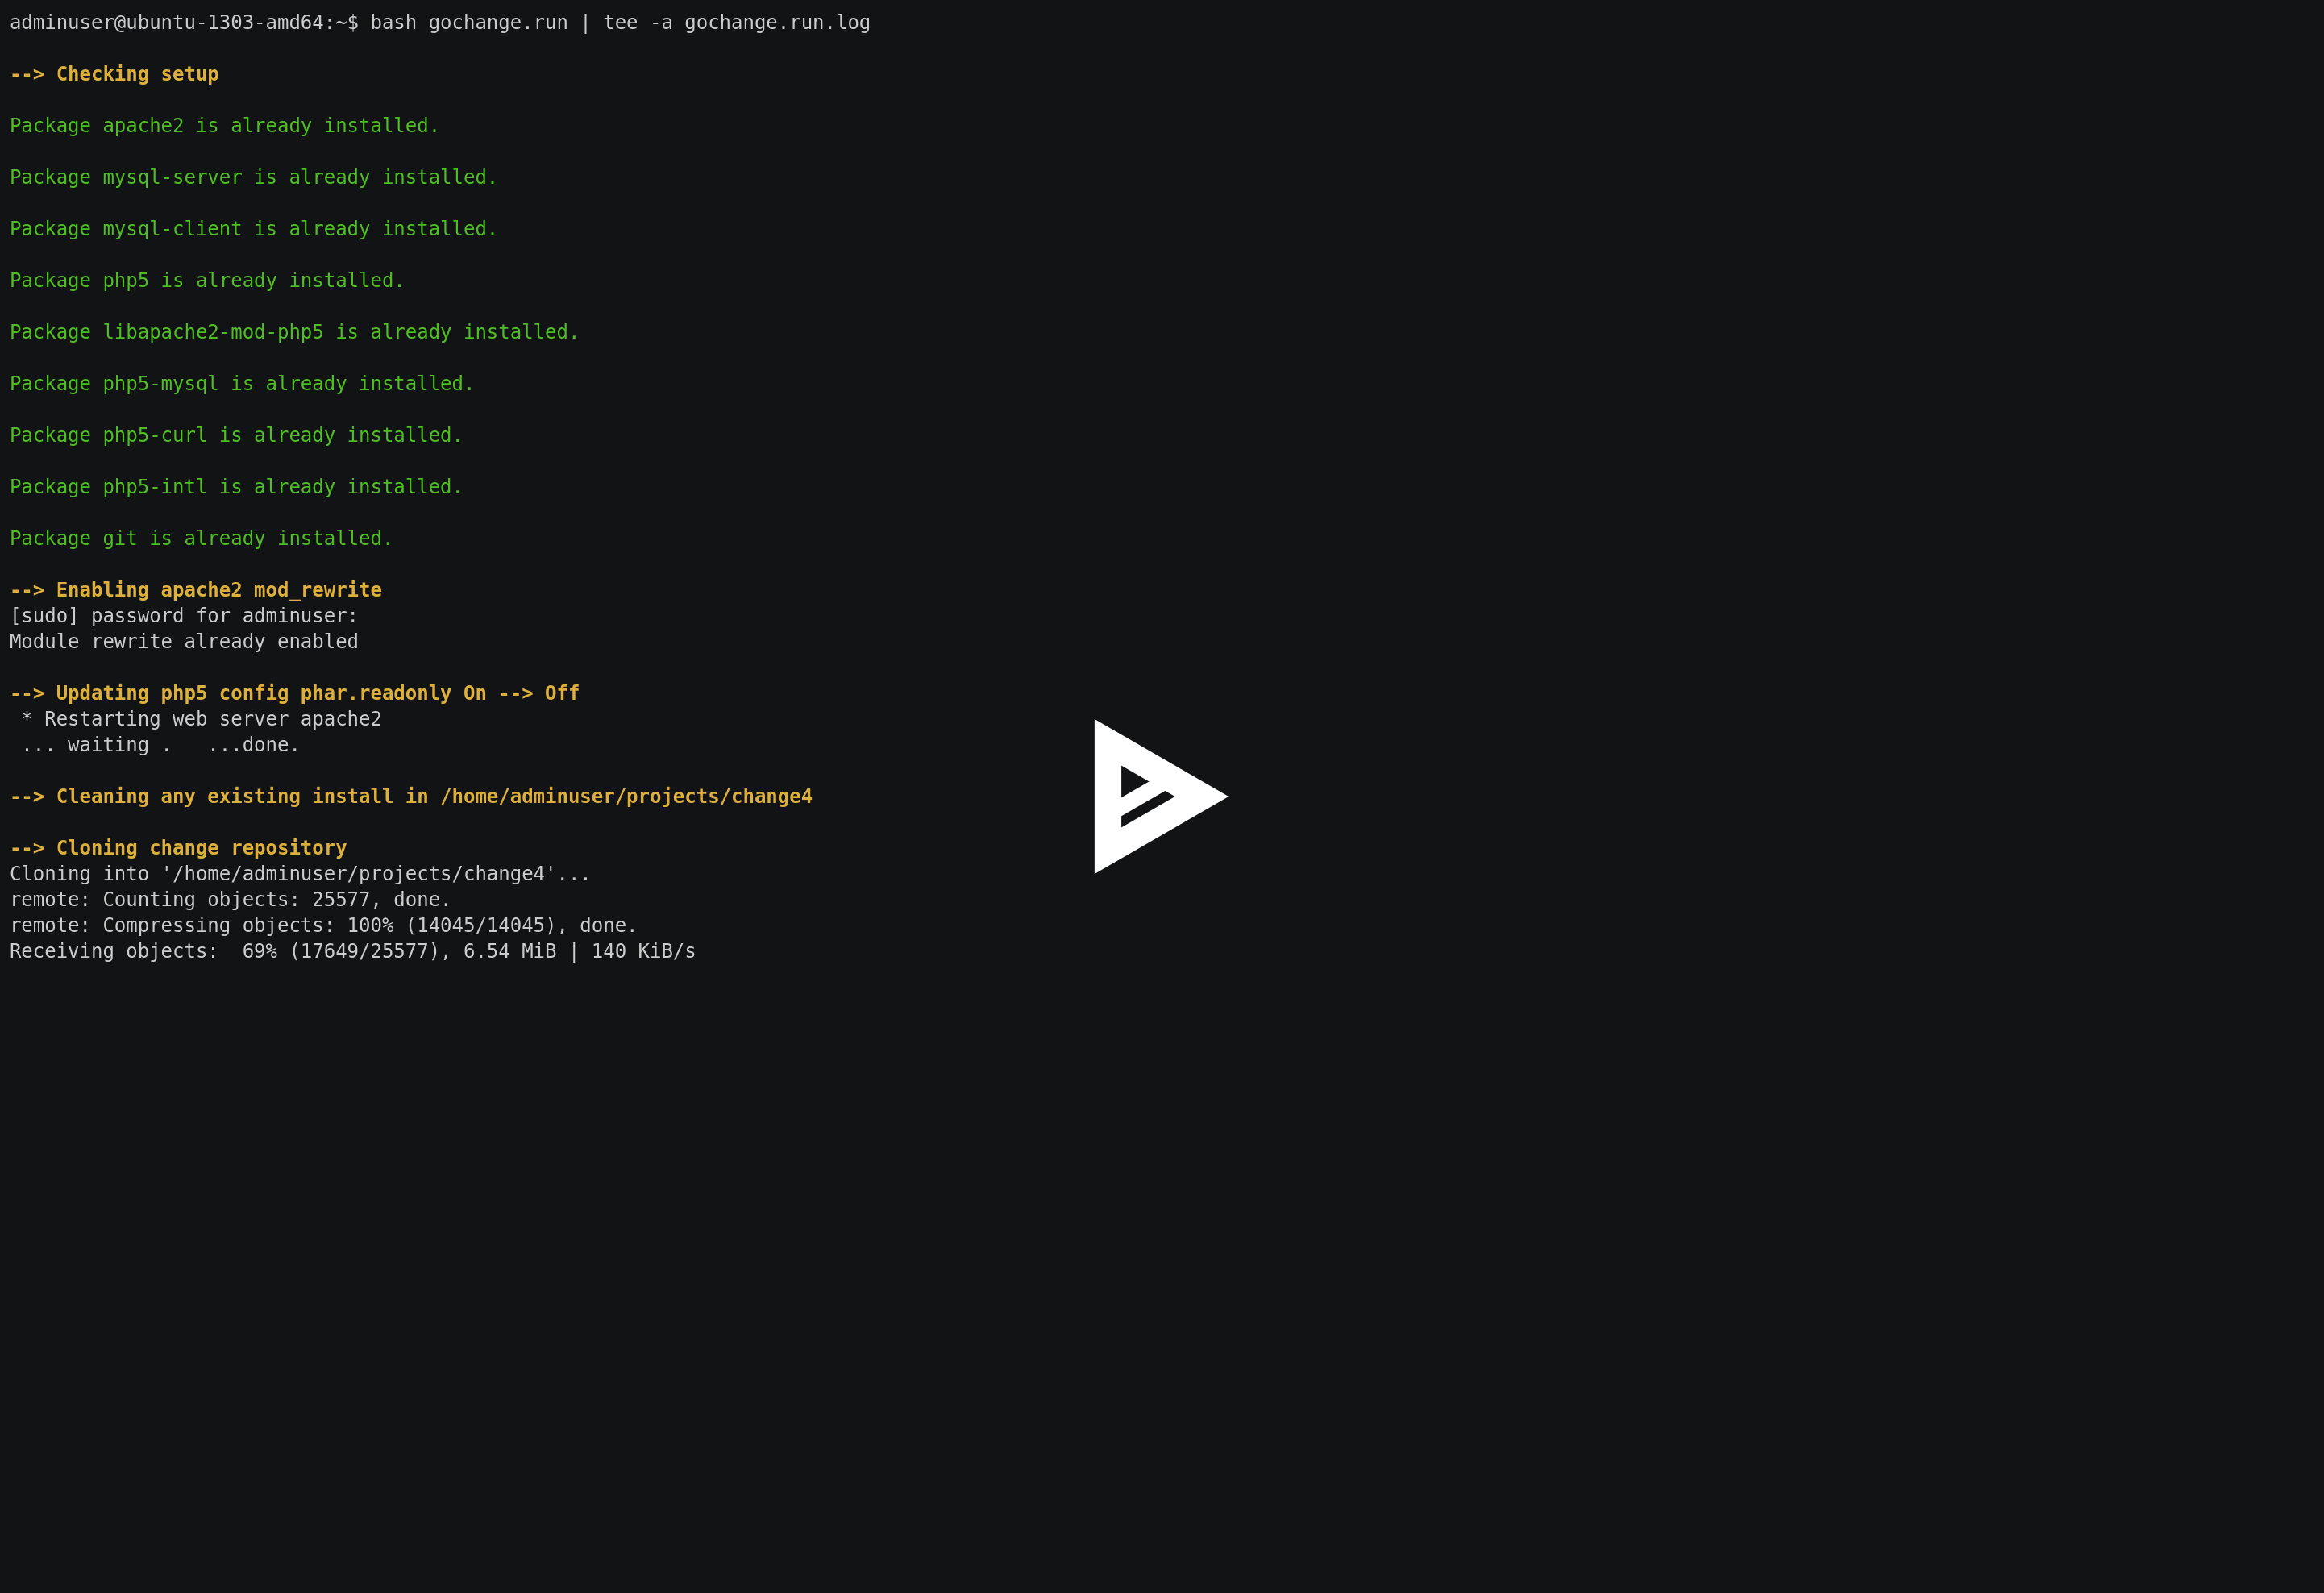 adminuser@ubuntu-1303-amd64:~$ bash gochange.run | tee -a gochange.run.log
--> Checking setup
Package apache2 is already installed.
Package mysql-server is already installed.
Package mysql-client is already installed.
Package php5 is already installed.
Package libapache2-mod-php5 is already installed.
Package php5-mysql is already installed.
Package php5-curl is already installed.
Package php5-intl is already installed.
Package git is already installed.
--> Enabling apache2 mod_rewrite
[sudo] password for adminuser:
Module rewrite already enabled
--> Updating php5 config phar.readonly On --> Off
 * Restarting web server apache2
 ... waiting .   ...done.
--> Cleaning any existing install in /home/adminuser/projects/change4
--> Cloning change repository
Cloning into '/home/adminuser/projects/change4'...
remote: Counting objects: 25577, done.
remote: Compressing objects: 100% (14045/14045), done.
Receiving objects:  69% (17649/25577), 6.54 MiB | 140 KiB/s